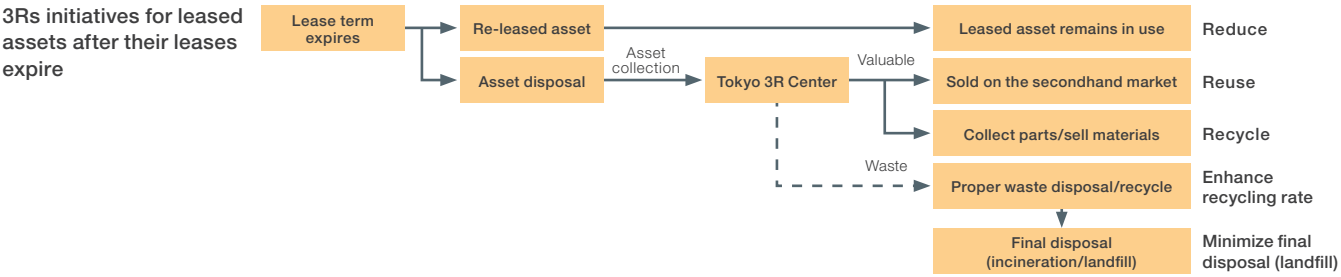 3Rs initiatives for leased
assets after their leases
expire
Lease term
expires
Re-leased asset
Leased asset remains in use
Reduce
Asset disposal
Asset
collection
Tokyo 3R Center
Valuable
Sold on the secondhand market
Reuse
Collect parts/sell materials
Recycle
Waste
Proper waste disposal/recycle
Enhance
recycling rate
Final disposal
(incineration/landfill)
Minimize final
disposal (landfill)